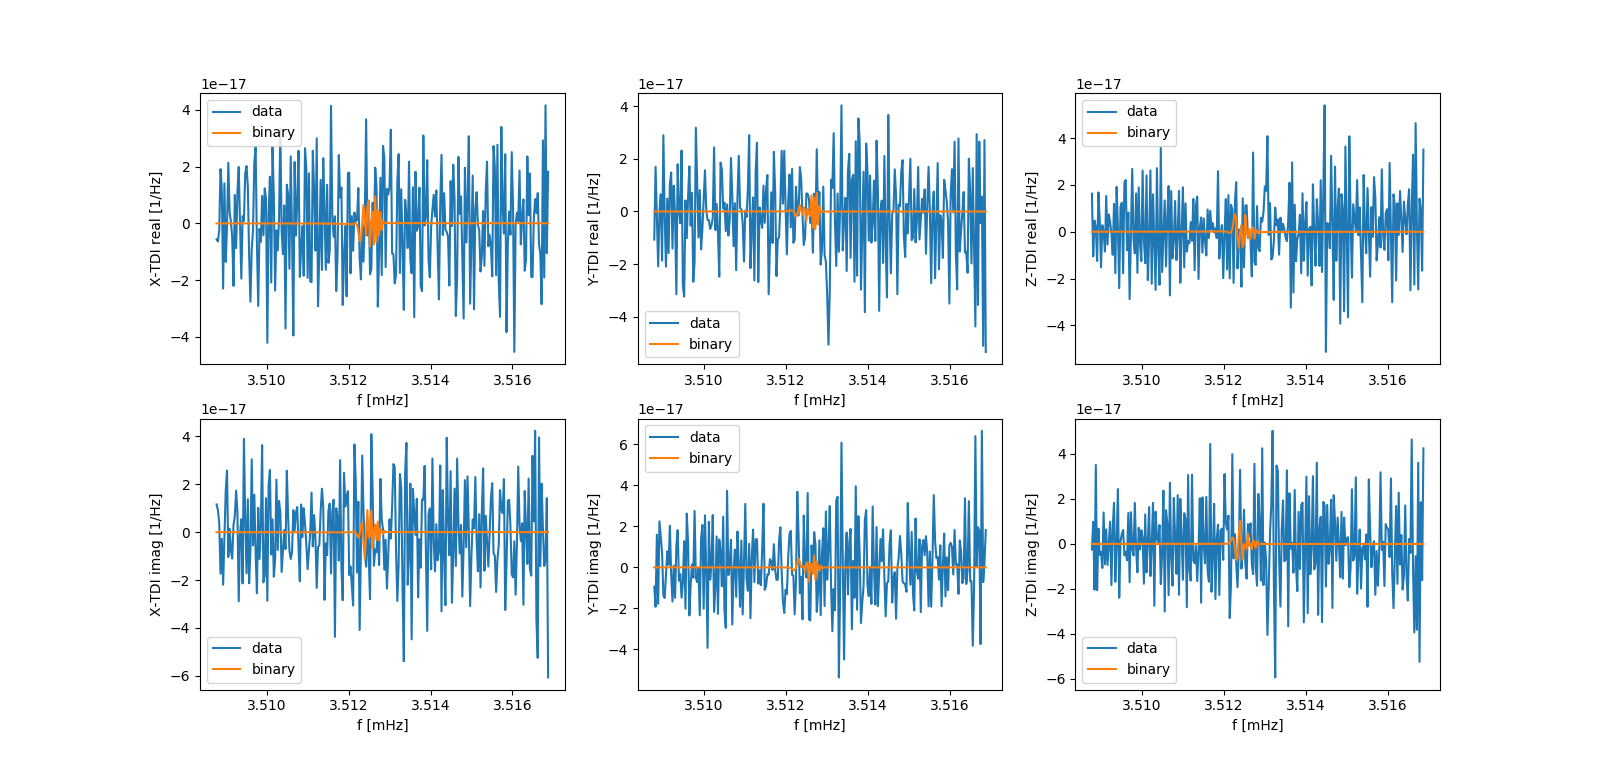 1e−17
X-TDI real [1/Hz]
4
2
0
−2
−4
data
binary
3.510 3.512 3.514 3.516
f [mHz]
1e−17
Y-TDI real [1/Hz]
4
2
0
−2
−4
data
binary
3.510 3.512 3.514 3.516
f [mHz]
1e−17
Z-TDI real [1/Hz]
4
2
0
−2
−4
data
binary
3.510 3.512 3.514 3.516
f [mHz]
1e−17
X-TDI imag [1/Hz]
4
2
0
−2
−4
−6
data
binary
3.510 3.512 3.514 3.516
f [mHz]
1e−17
Y-TDI imag [1/Hz]
6
4
2
0
−2
−4
data
binary
3.510 3.512 3.514 3.516
f [mHz]
1e−17
Z-TDI imag [1/Hz]
4
2
0
−2
−4
−6
data
binary
3.510 3.512 3.514 3.516
f [mHz]